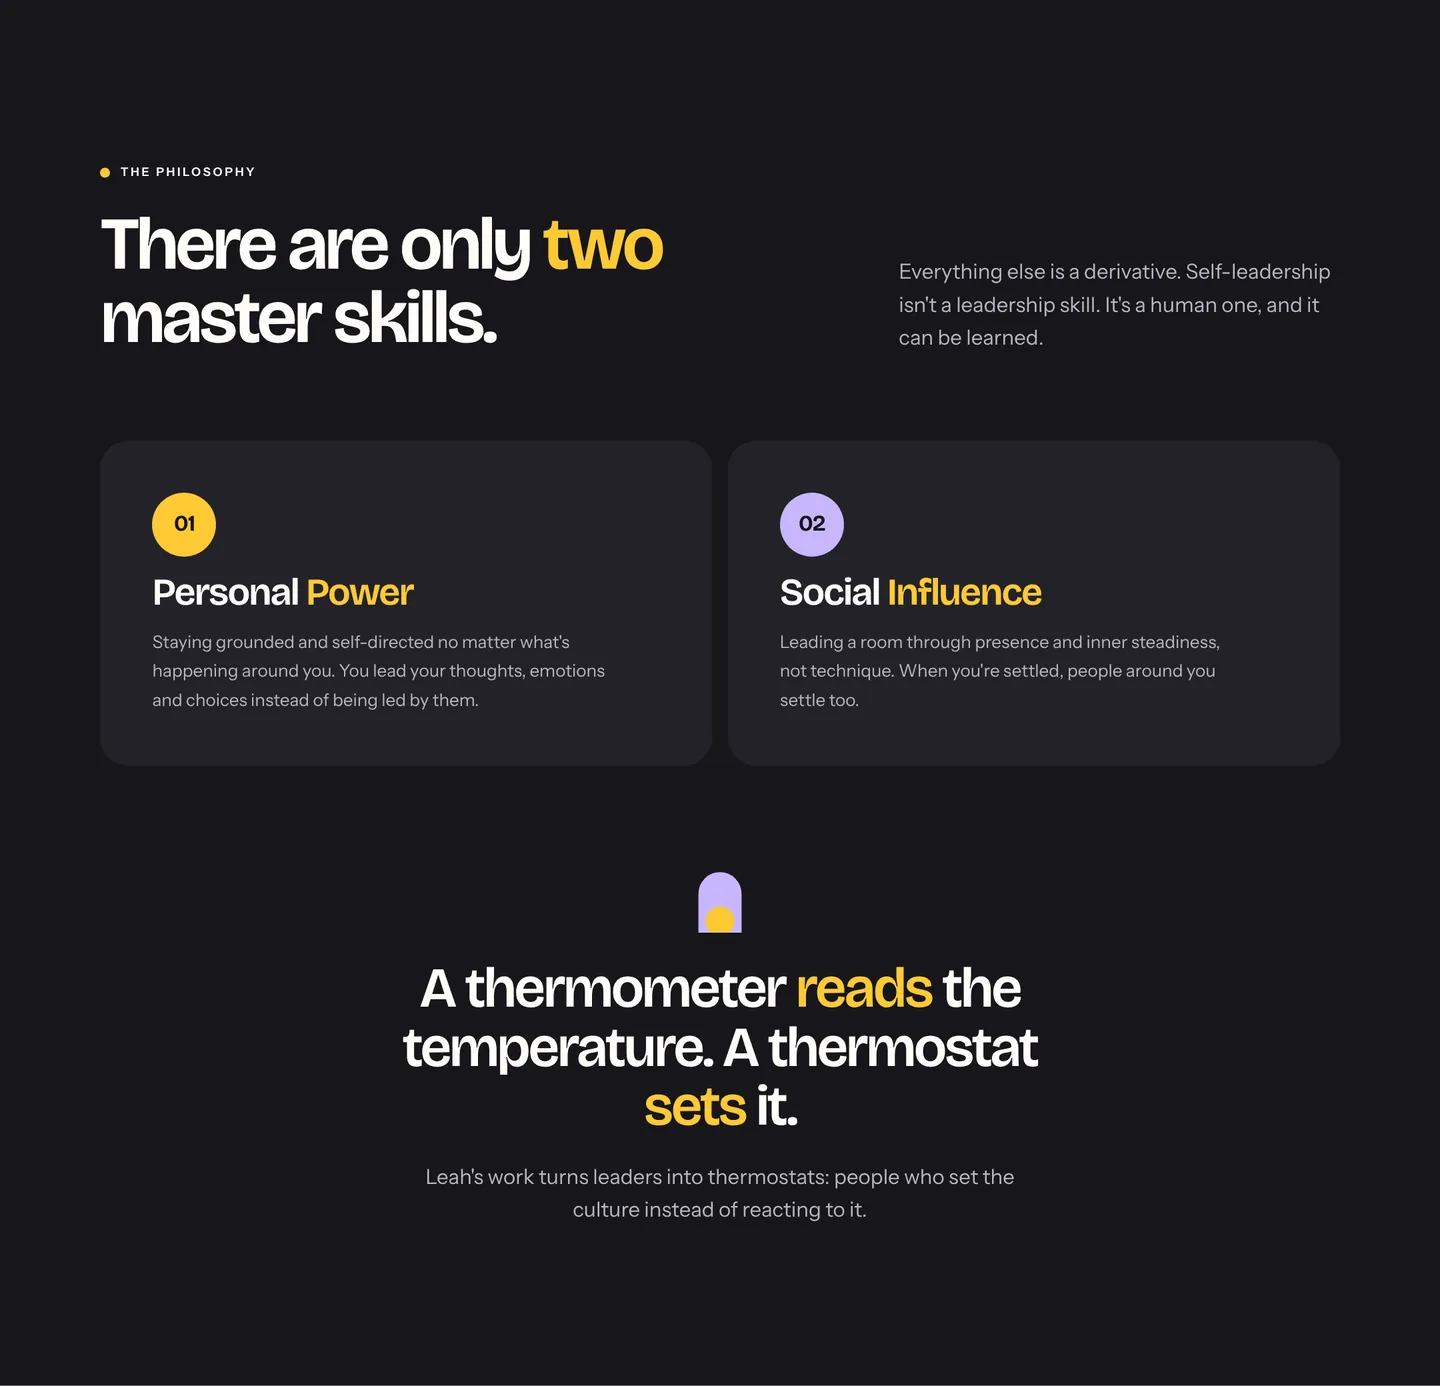 THE PHILOSOPHY
There are only two
master skills.
Everything else is a derivative. Self-leadership
isn't a leadership skill. It's a human one, and it
can be learned.
01
Personal Power
Staying grounded and self-directed no matter what's
happening around you. You lead your thoughts, emotions
and choices instead of being led by them.
02
Social Influence
Leading a room through presence and inner steadiness,
not technique. When you're settled, people around you
settle too.
A thermometer reads the
temperature. A thermostat
sets it.
Leah's work turns leaders into thermostats: people who set the
culture instead of reacting to it.